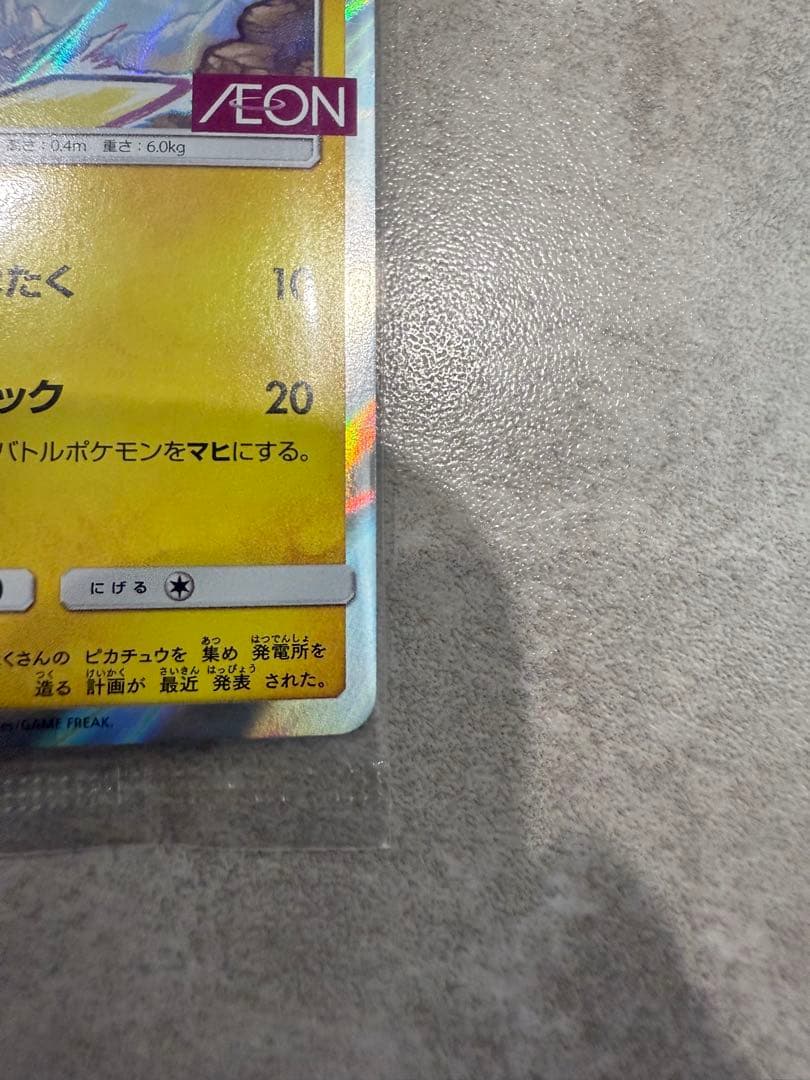 ÆON
高さ：0.4m 重さ：6.0kg
たく 10
ック 20
バトルポケモンをマヒにする。
にげる
くさんの ピカチュウを 集め 発電所を
造る 計画が 最近 発表 された。
es/GAME FREAK.